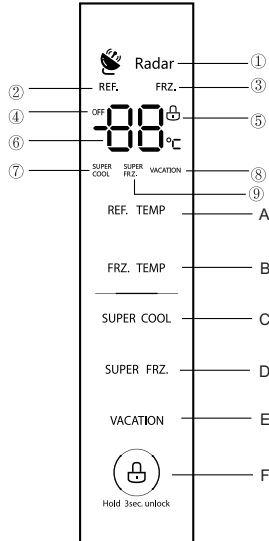 Radar ①
② REF. FRZ. ③
④ OFF 88 ⑤
⑥ °C
⑦ SUPER COOL SUPER FRZ. VACATION ⑧
⑨
REF. TEMP A
FRZ. TEMP B
SUPER COOL C
SUPER FRZ. D
VACATION E
F
Hold 3sec. unlock